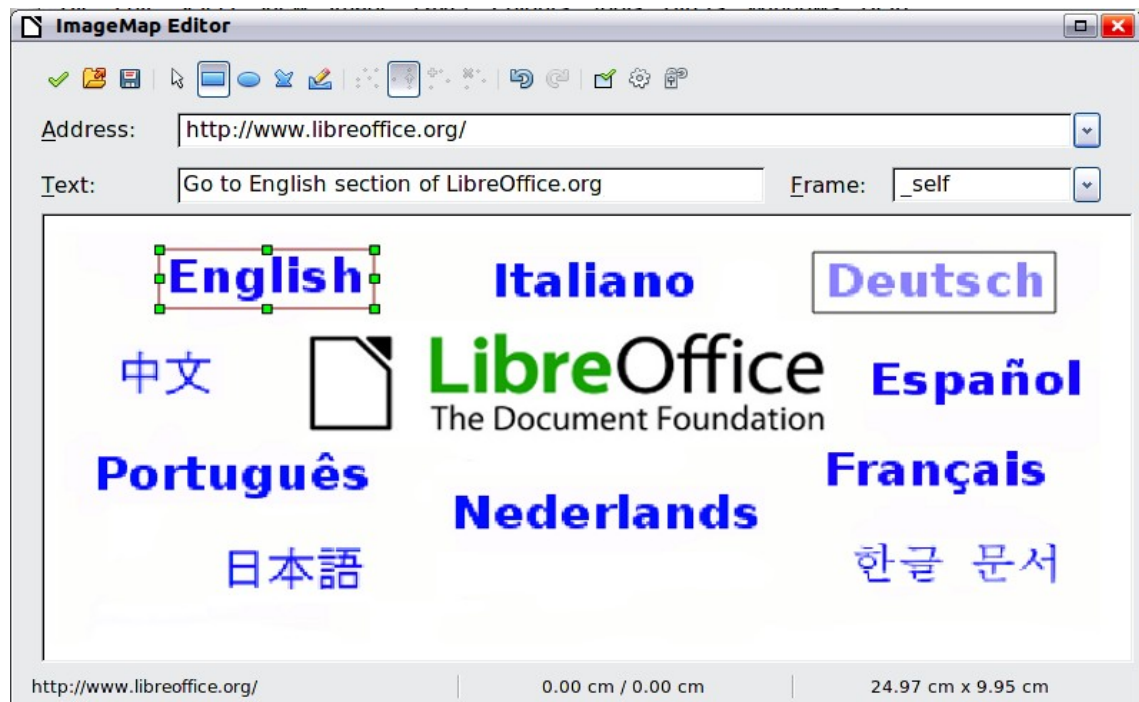 ImageMap Editor
Address: http://www.libreoffice.org/
Text: Go to English section of LibreOffice.org Frame: _self
English Italiano Deutsch
中文 LibreOffice Español
The Document Foundation
Português Français
Nederlands
日本語 한글 문서
http://www.libreoffice.org/ 0.00 cm / 0.00 cm 24.97 cm x 9.95 cm